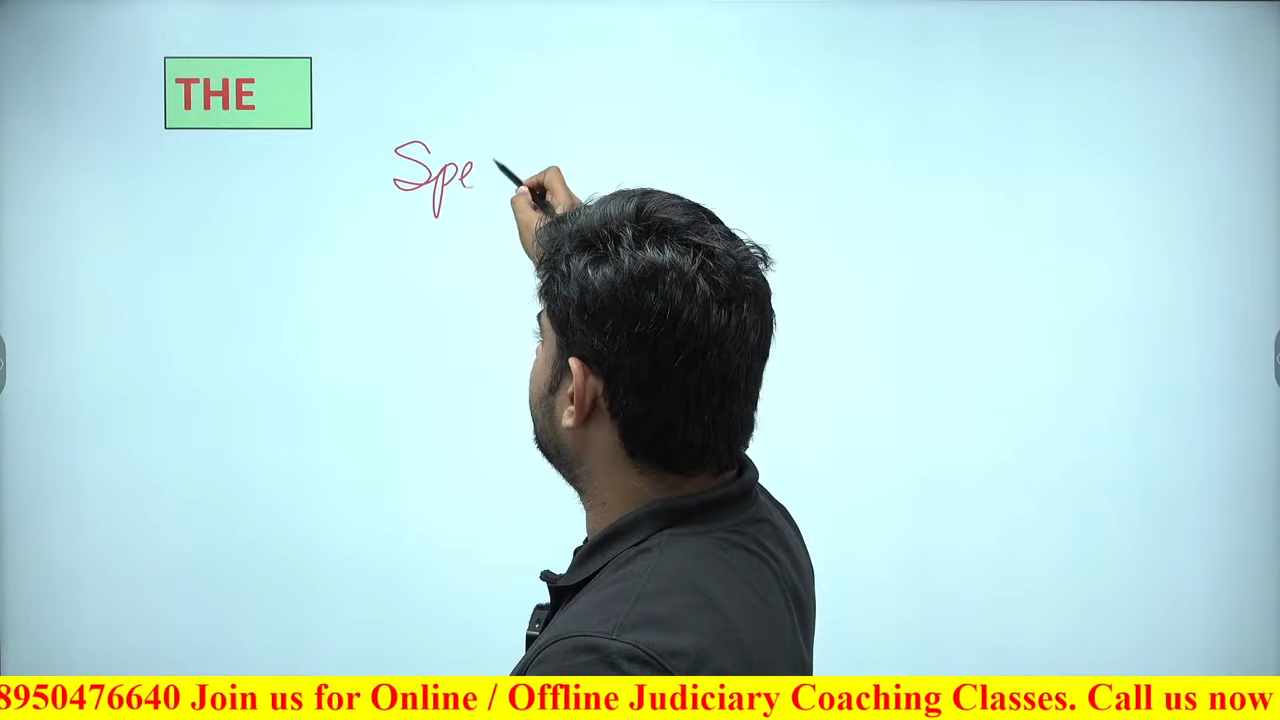 THE
Spe
8950476640 Join us for Online / Offline Judiciary Coaching Classes. Call us now